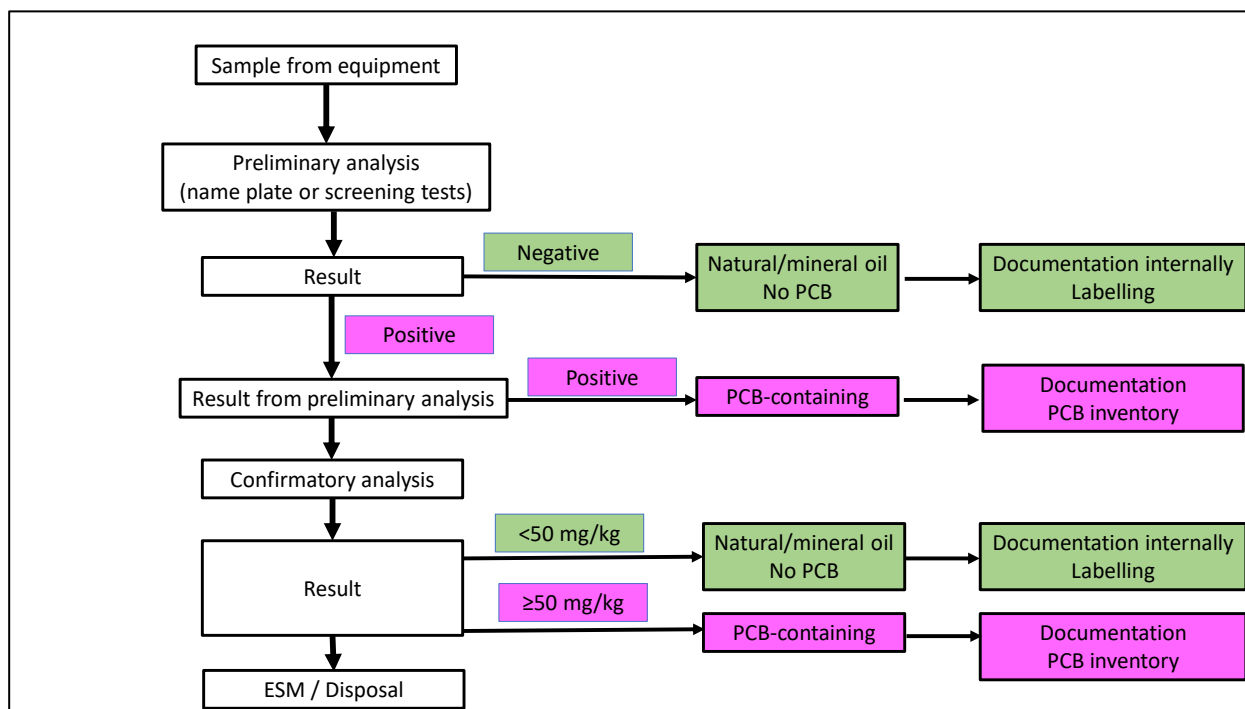 Sample from equipment
Preliminary analysis
(name plate or screening tests)
Negative
Result
Natural/mineral oil
No PCB
Documentation internally
Labelling
Positive
Positive
Result from preliminary analysis
PCB-containing
Documentation
PCB inventory
Confirmatory analysis
<50 mg/kg
Natural/mineral oil
No PCB
Documentation internally
Labelling
Result
≥50 mg/kg
PCB-containing
Documentation
PCB inventory
ESM / Disposal